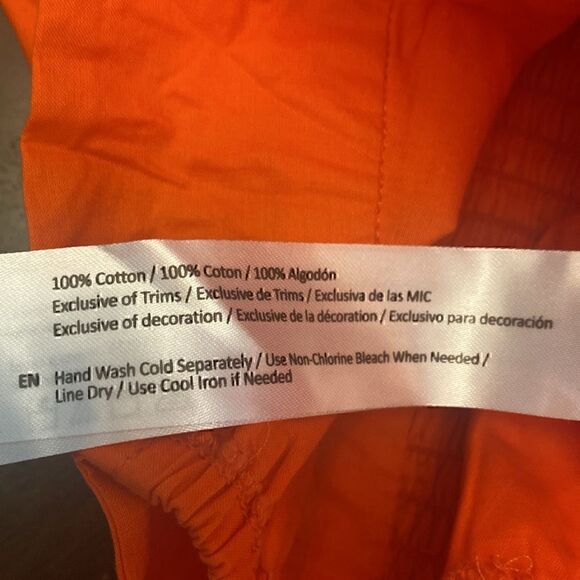 100% Cotton / 100% Coton / 100% Algodón
Exclusive of Trims / Exclusive de Trims / Exclusiva de las MIC
Exclusive of decoration / Exclusive de la décoration / Exclusivo para decoración
EN Hand Wash Cold Separately / Use Non-Chlorine Bleach When Needed /
Line Dry / Use Cool Iron if Needed